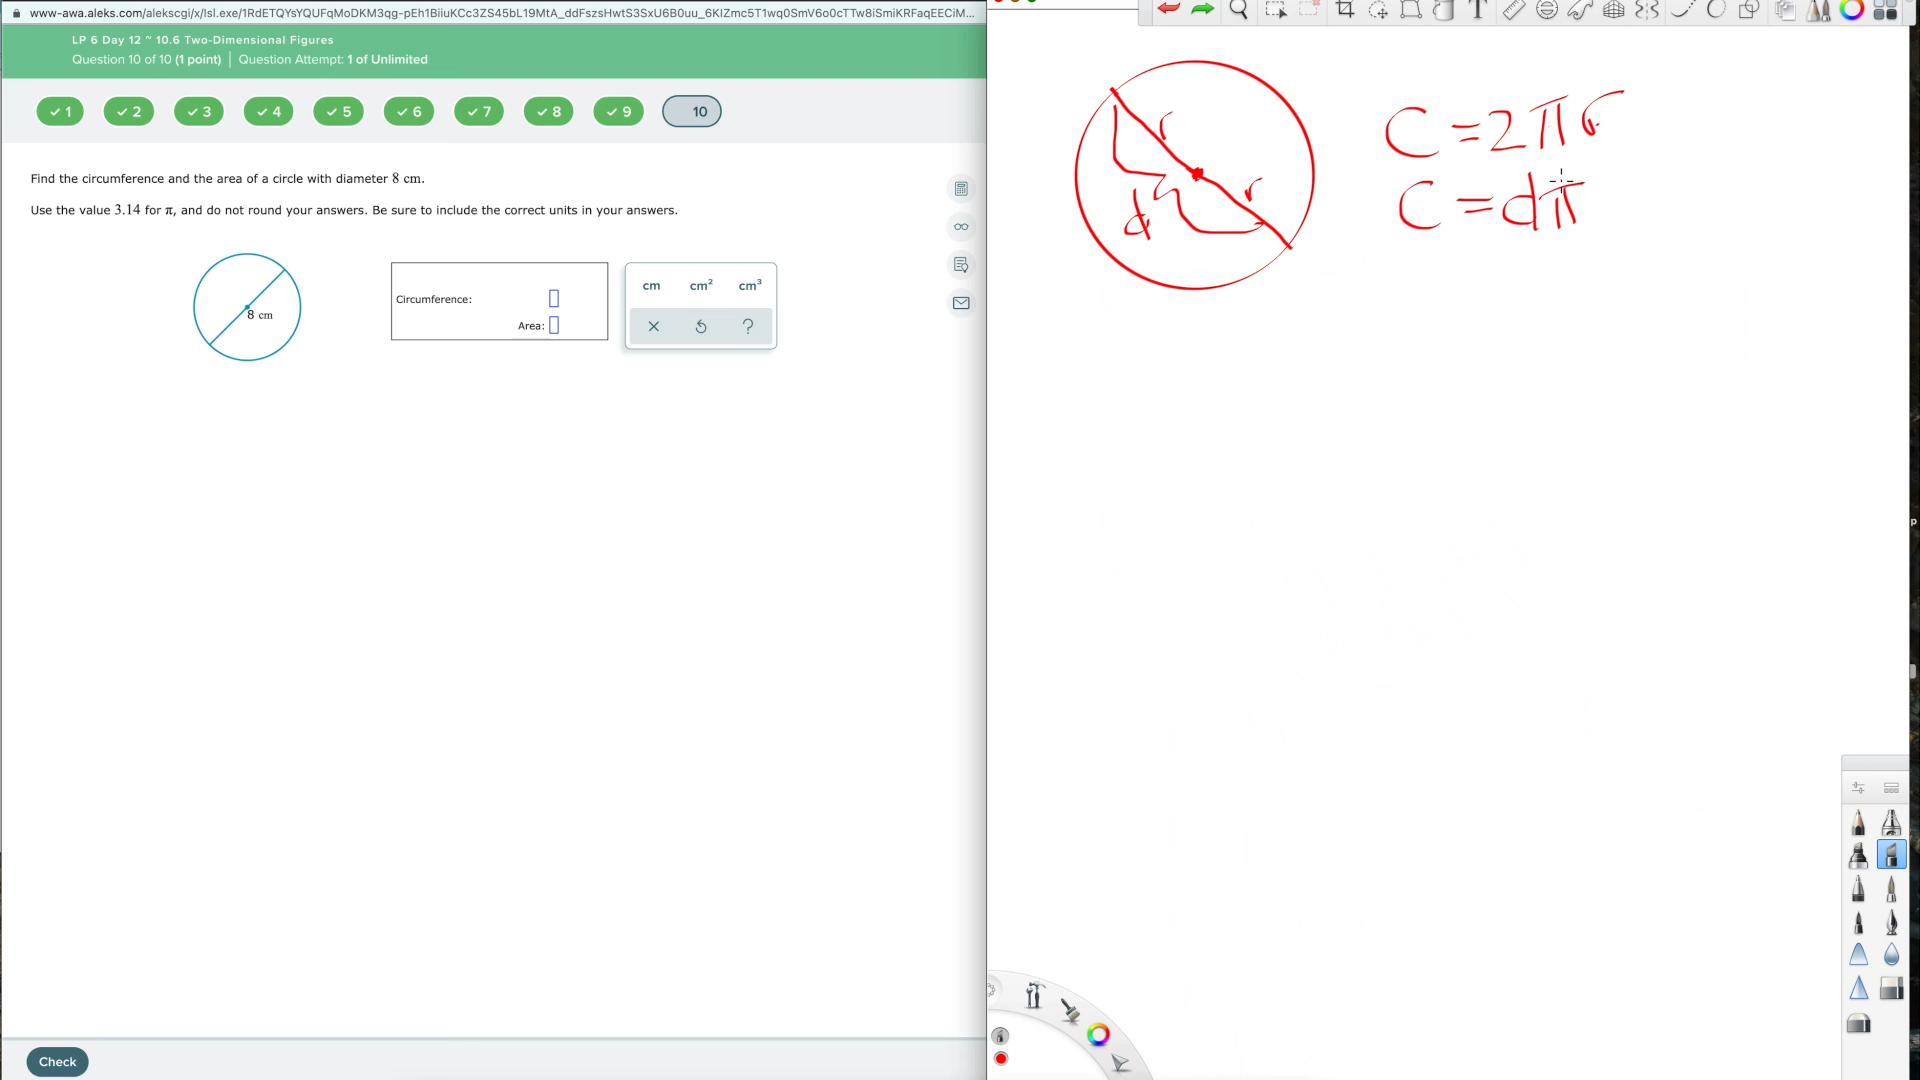 www-awa.aleks.com/alekscgi/x/Isl.exe/1RdETQYsYQUFqMoDKM3qg-pEh1BiiuKCc3ZS45bL19MtA_ddFszsHwtS3SxU6B0uu_6KIZmc5T1wq0SmV6o0cTTw8iSmiKRFaqEECiM...
LP 6 Day 12 ~ 10.6 Two-Dimensional Figures
Question 10 of 10 (1 point) | Question Attempt: 1 of Unlimited
1 2 3 4 5 6 7 8 9 10
Find the circumference and the area of a circle with diameter 8 cm.
Use the value 3.14 for π, and do not round your answers. Be sure to include the correct units in your answers.
8 cm
Circumference:
Area:
cm cm² cm³
?
Check
r
r
d
C = 2πr
C = dπ